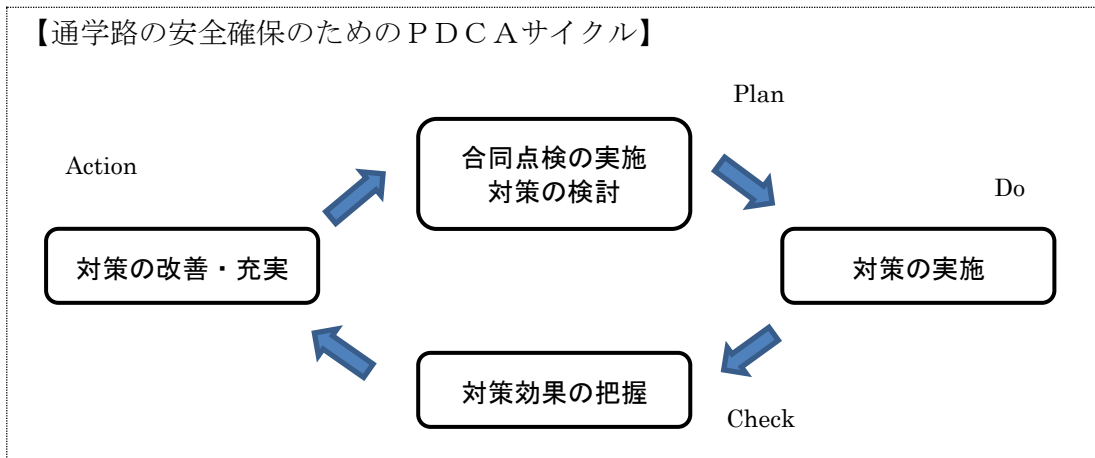 【通学路の安全確保のためのＰＤＣＡサイクル】
Plan
合同点検の実施
対策の検討
Action
Do
対策の改善・充実
対策の実施
対策効果の把握
Check